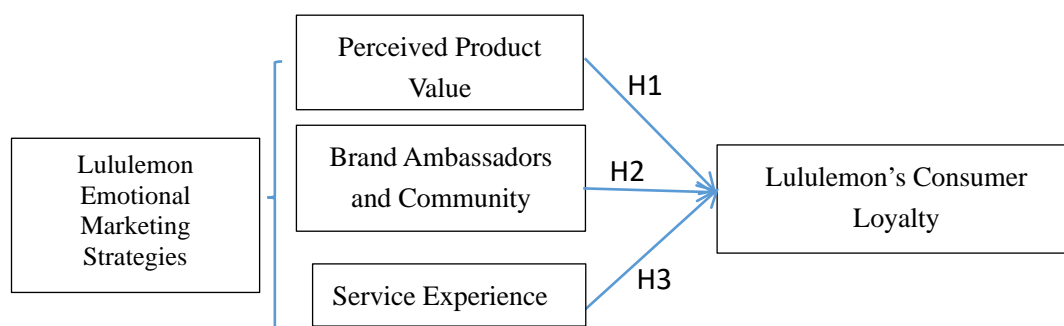 Lululemon
Emotional
Marketing
Strategies
Perceived Product
Value
Brand Ambassadors
and Community
Service Experience
H1
H2
H3
Lululemon’s Consumer
Loyalty